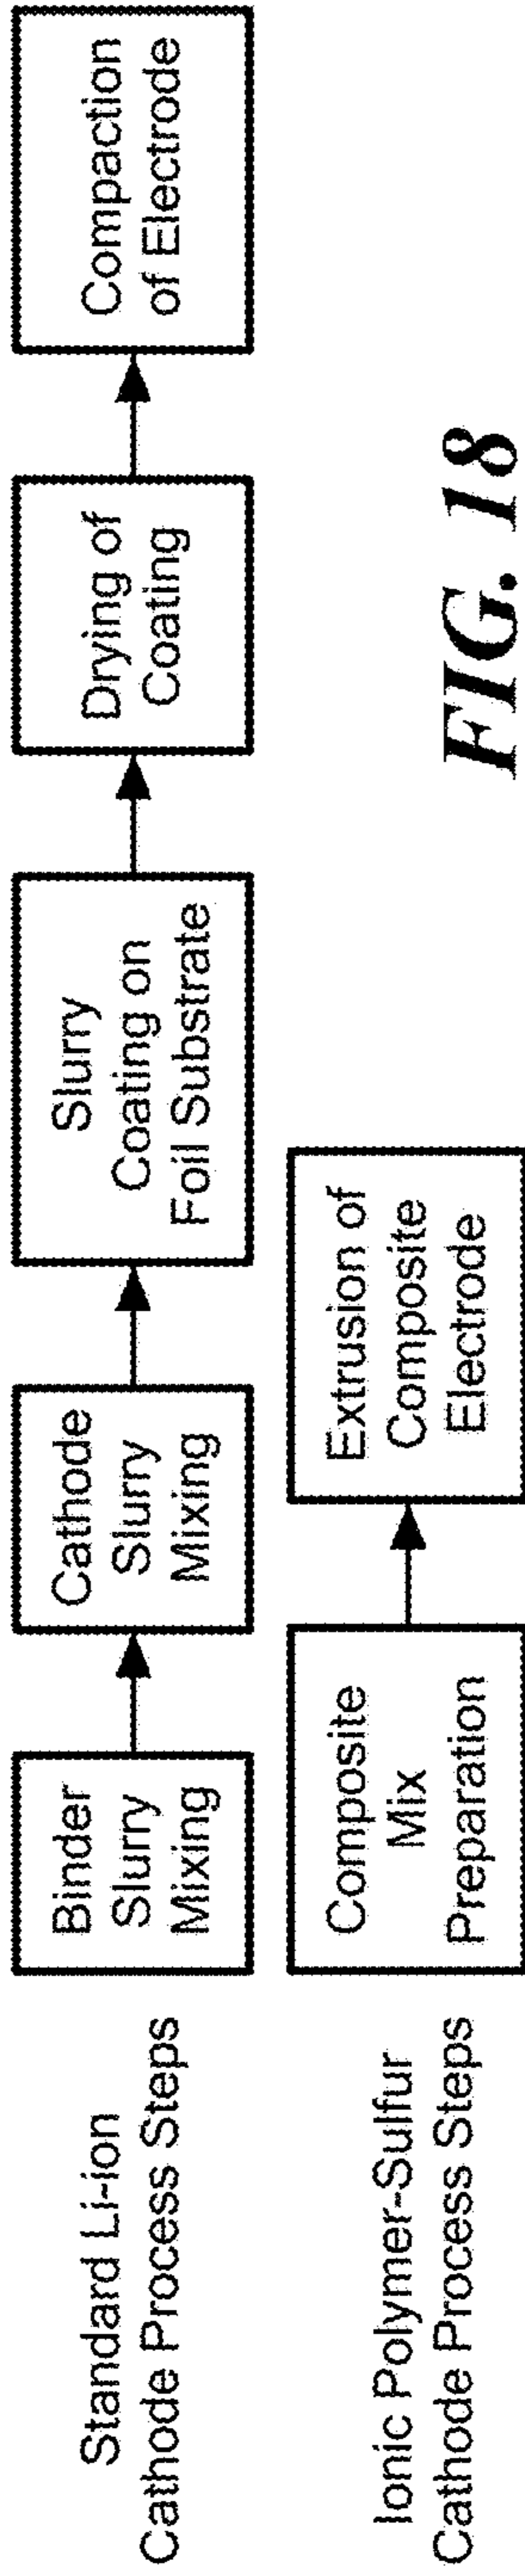 Standard Li-ion
Cathode Process Steps
Binder
Slurry
Mixing
Cathode
Slurry
Mixing
Slurry
Coating on
Foil Substrate
Drying of
Coating
Compaction
of Electrode
Ionic Polymer-Sulfur
Cathode Process Steps
Composite
Mix
Preparation
Extrusion of
Composite
Electrode
FIG. 18